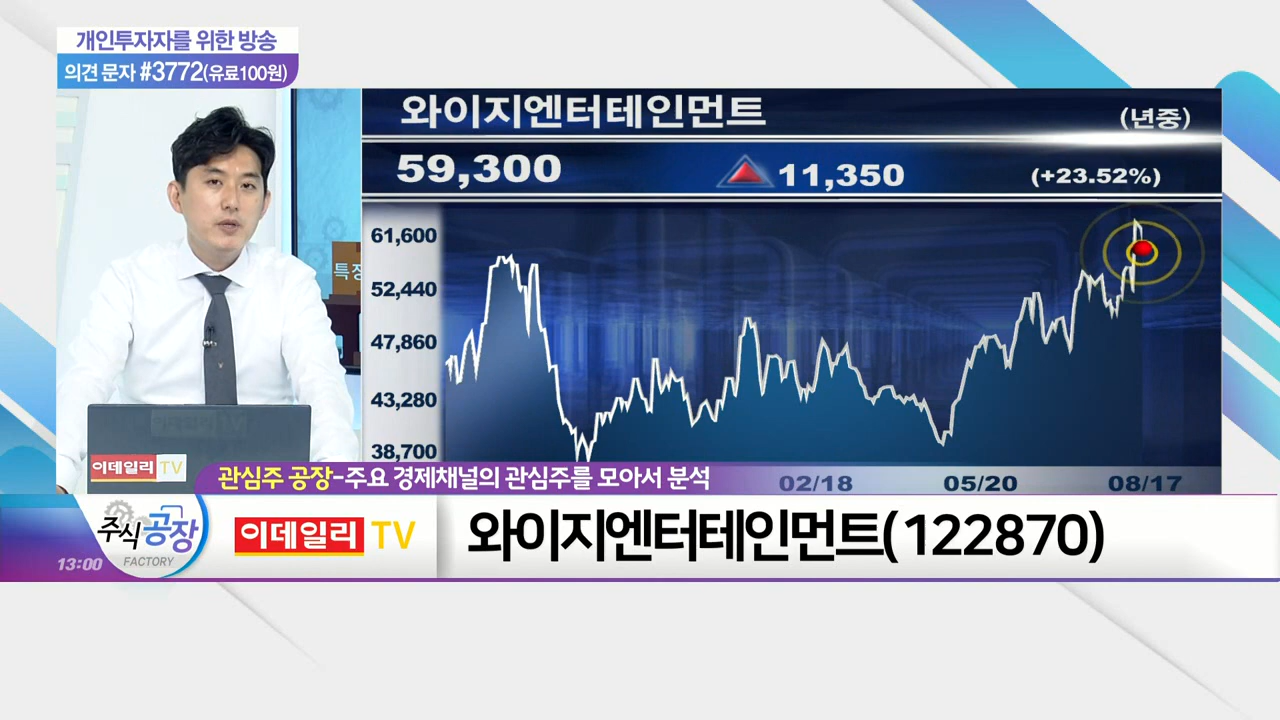 개인투자자를 위한 방송
의견 문자 #3772(유료100원)
와이지엔터테인먼트
(년중)
59,300
11,350
(+23.52%)
61,600
52,440
47,860
43,280
38,700
특징
02/18
05/20
08/17
이데일리 TV
관심주 공장-주요 경제채널의 관심주를 모아서 분석
주식공장
FACTORY
13:00
이데일리 TV
와이지엔터테인먼트(122870)